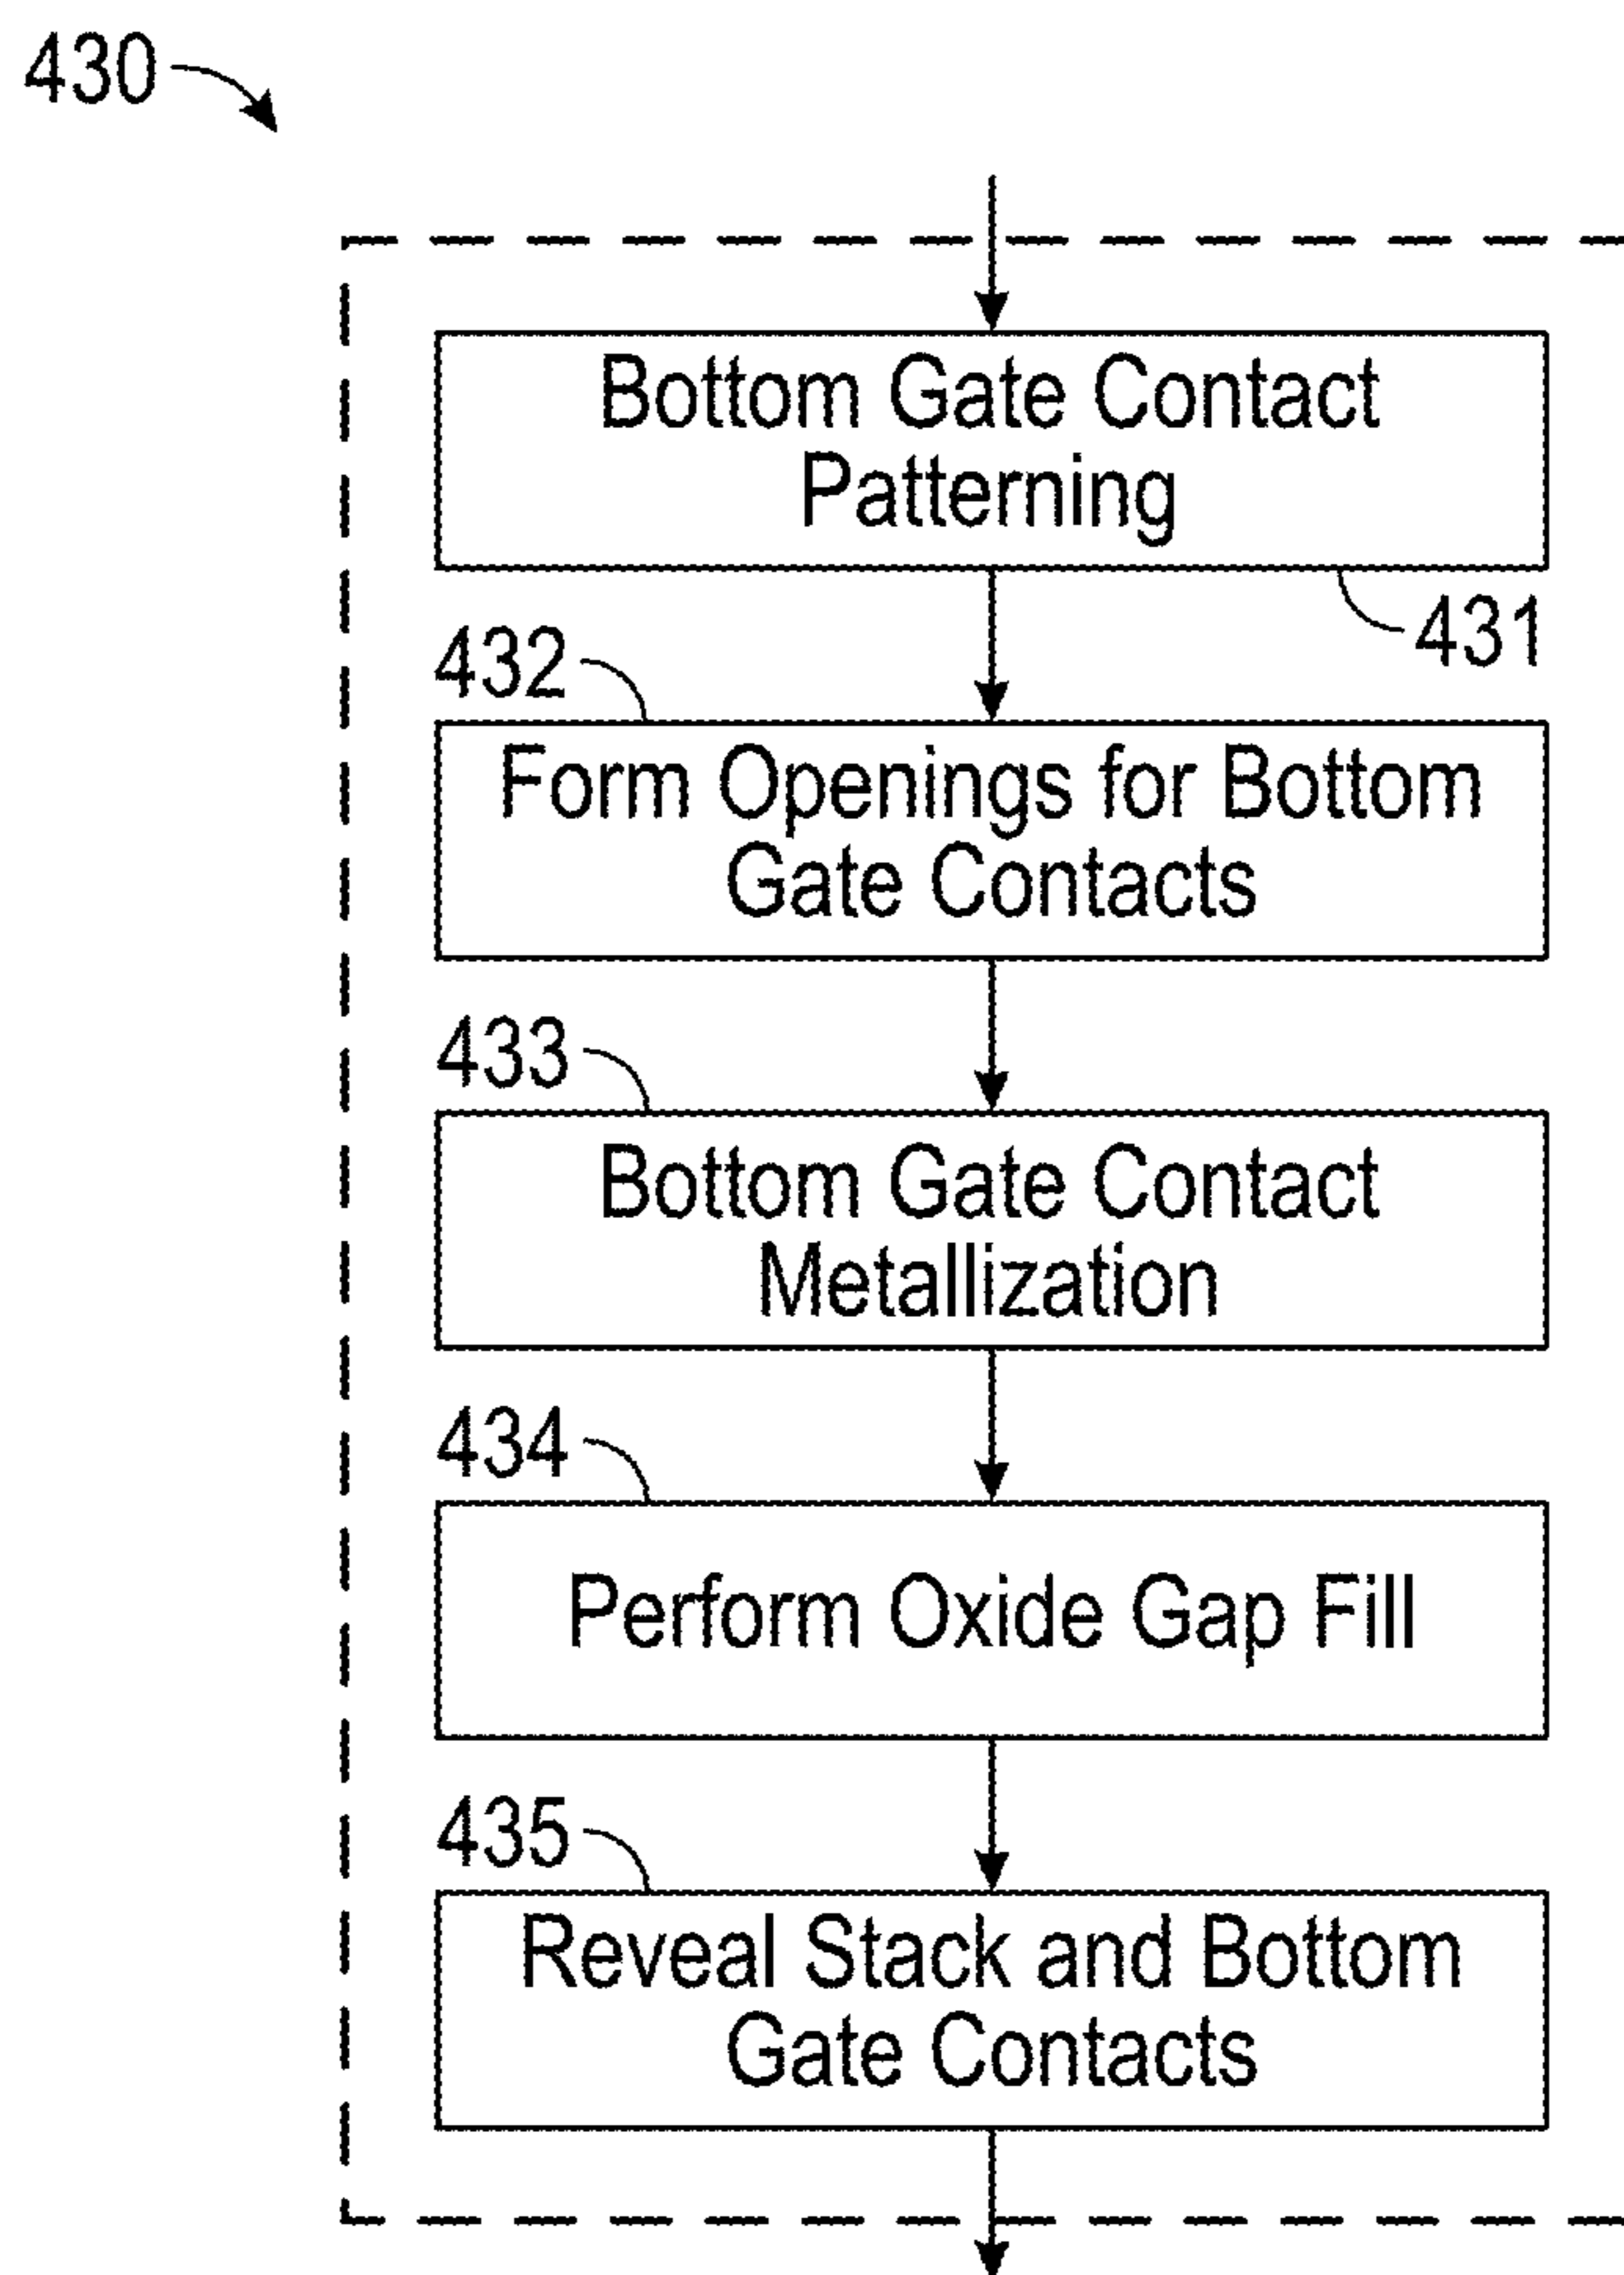 430
Bottom Gate Contact
Patterning
431
432
Form Openings for Bottom
Gate Contacts
433
Bottom Gate Contact
Metallization
434
Perform Oxide Gap Fill
435
Reveal Stack and Bottom
Gate Contacts